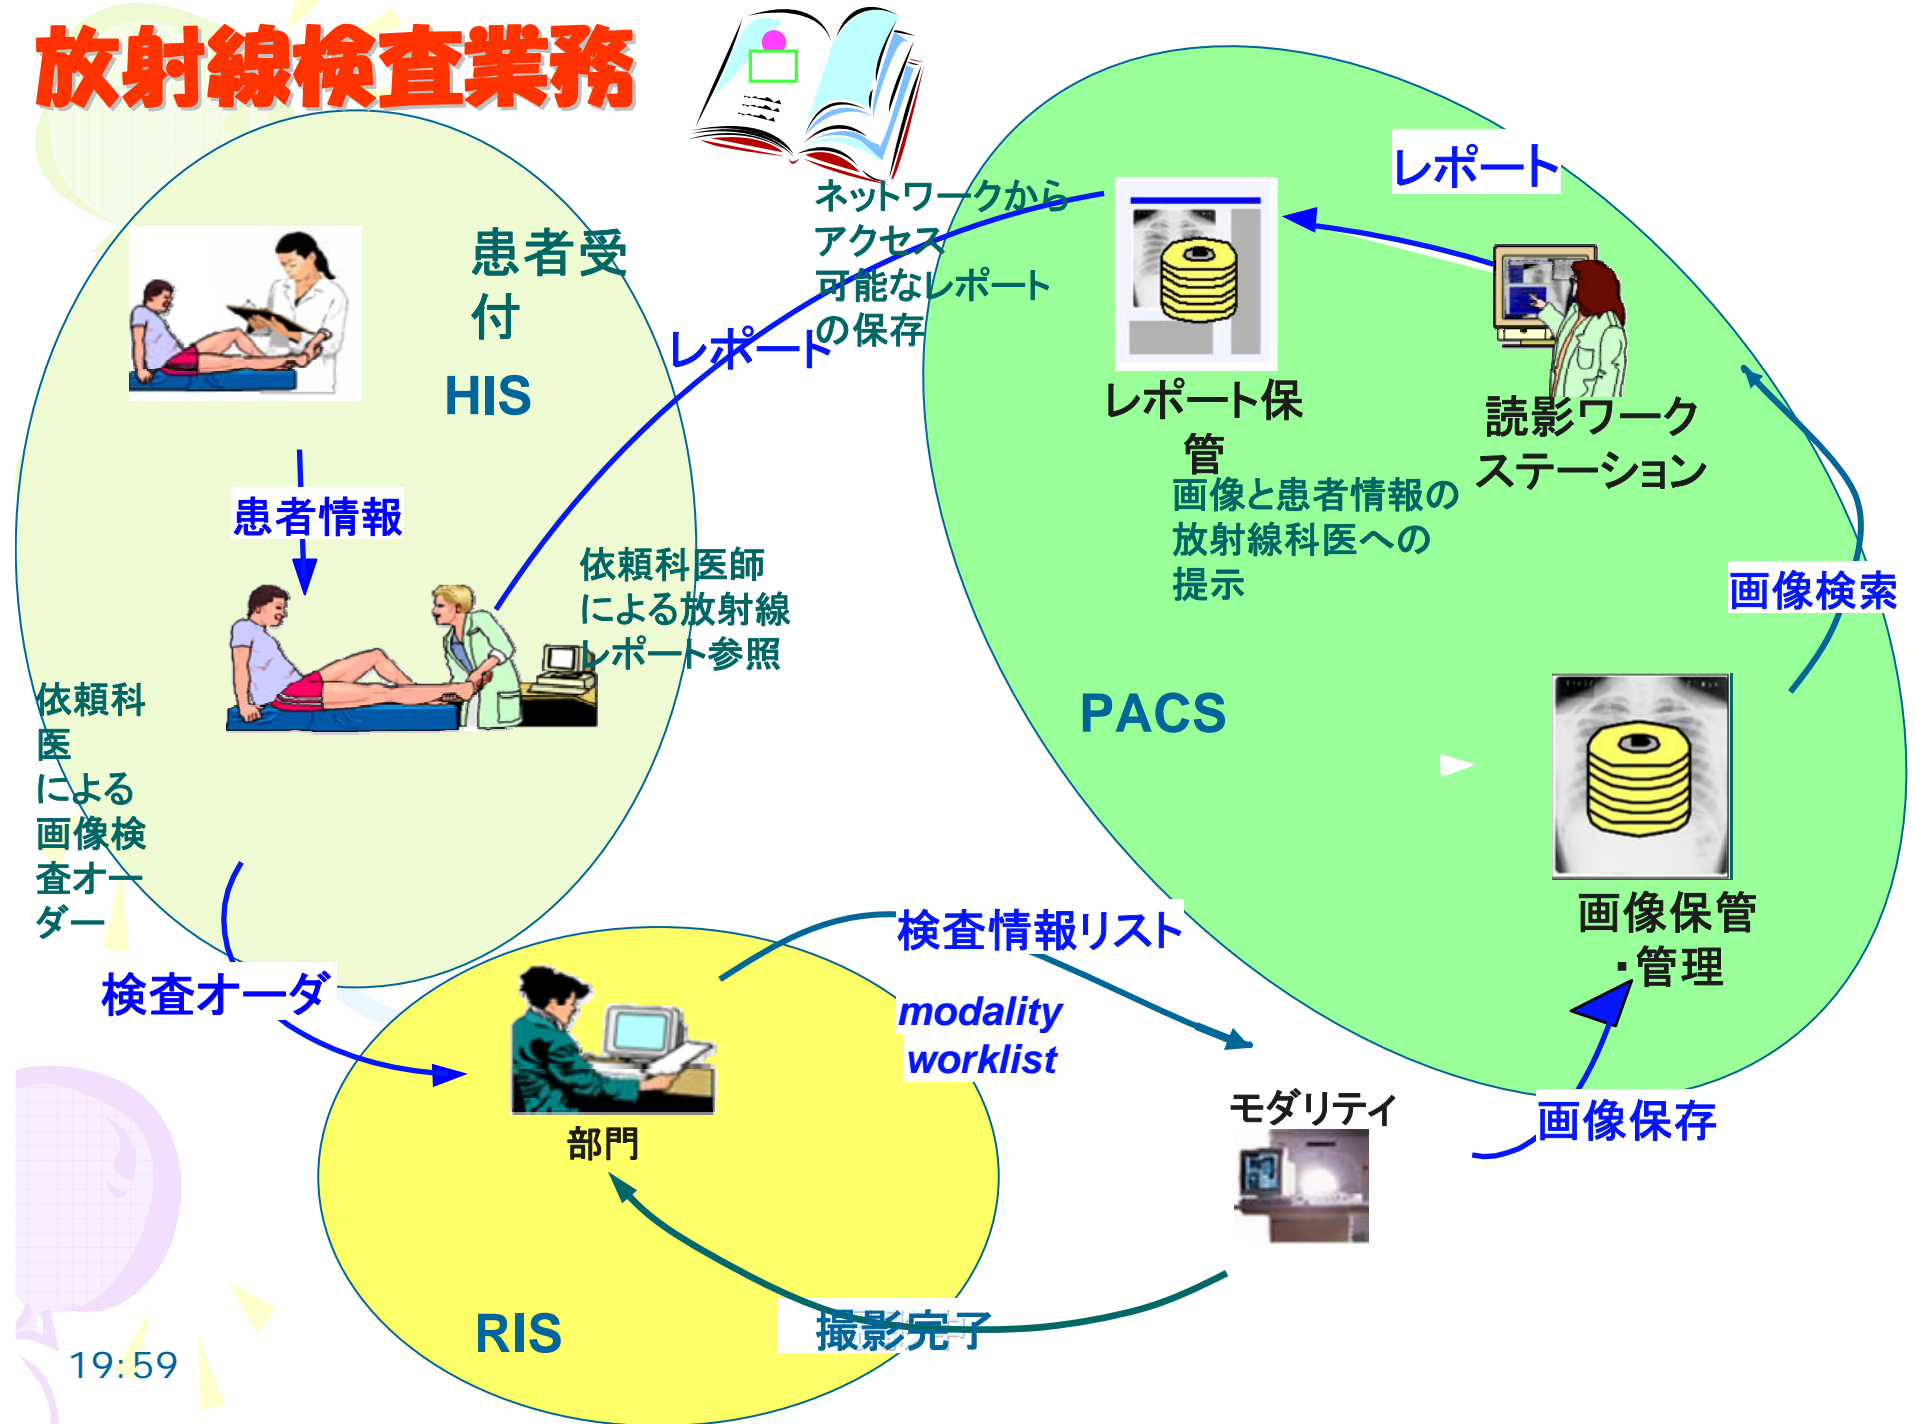 放射線検査業務
患者受
付
HIS
患者情報
依頼科医師
による放射線
レポート参照
依頼科
医
による
画像検
査オー
ダー
検査オーダ
レポート
ネットワークから
アクセス
可能なレポート
の保存
レポート
レポート保
管
読影ワーク
ステーション
画像と患者情報の
放射線科医への
提示
画像検索
PACS
画像保管
・管理
検査情報リスト
modality
worklist
モダリティ
画像保存
部門
RIS
撮影完了
19:59